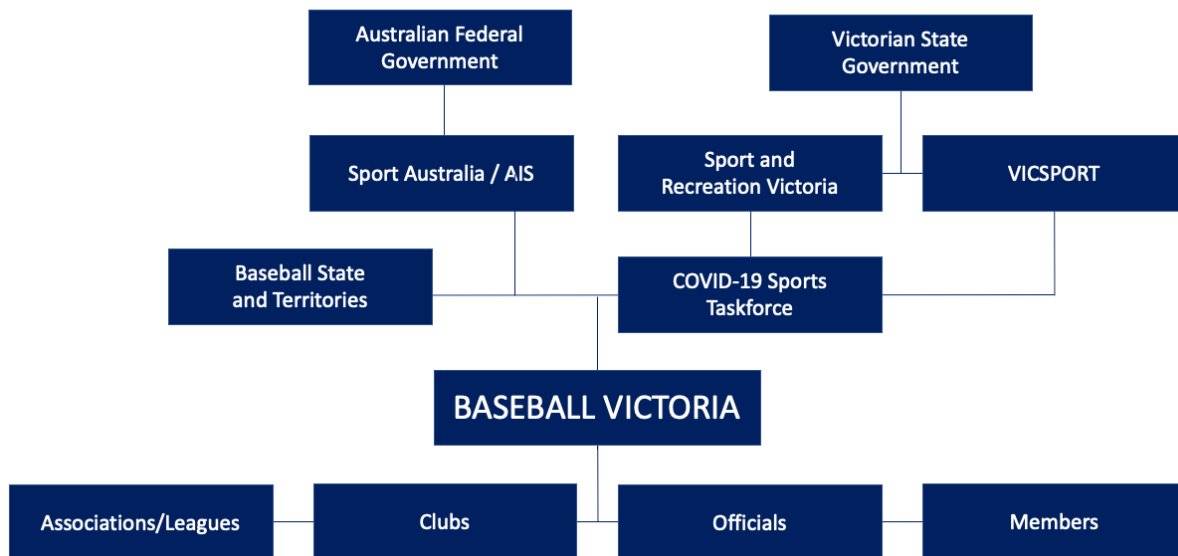 Australian Federal
Government
Victorian State
Government
Sport Australia / AIS
Sport and
Recreation Victoria
VICSPORT
Baseball State
and Territories
COVID-19 Sports
Taskforce
BASEBALL VICTORIA
Associations/Leagues
Clubs
Officials
Members